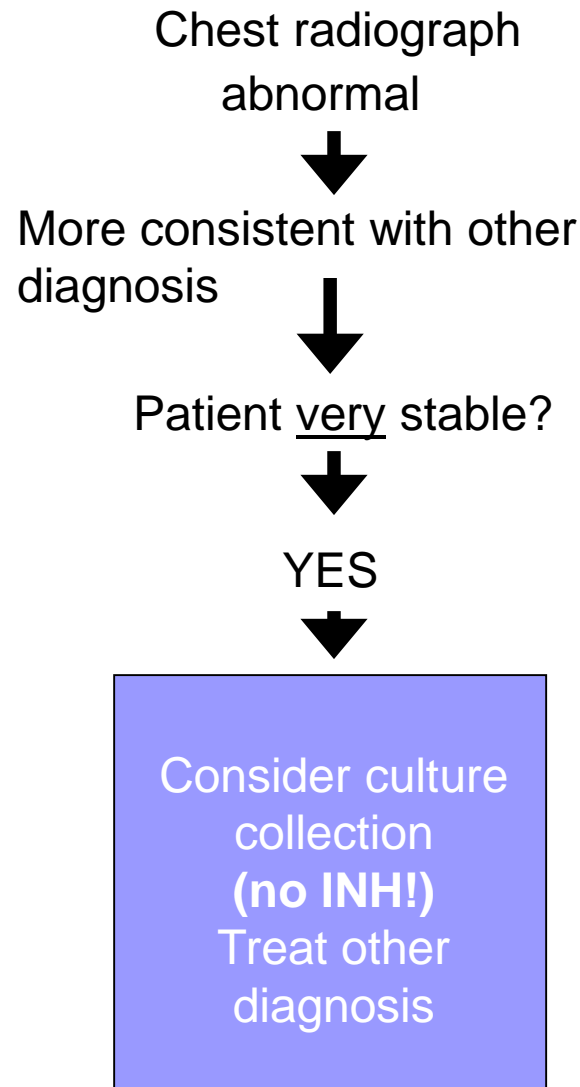 Chest radiograph
abnormal
More consistent with other
diagnosis
Patient very stable?
YES
Consider culture
collection
(no INH!)
Treat other
diagnosis